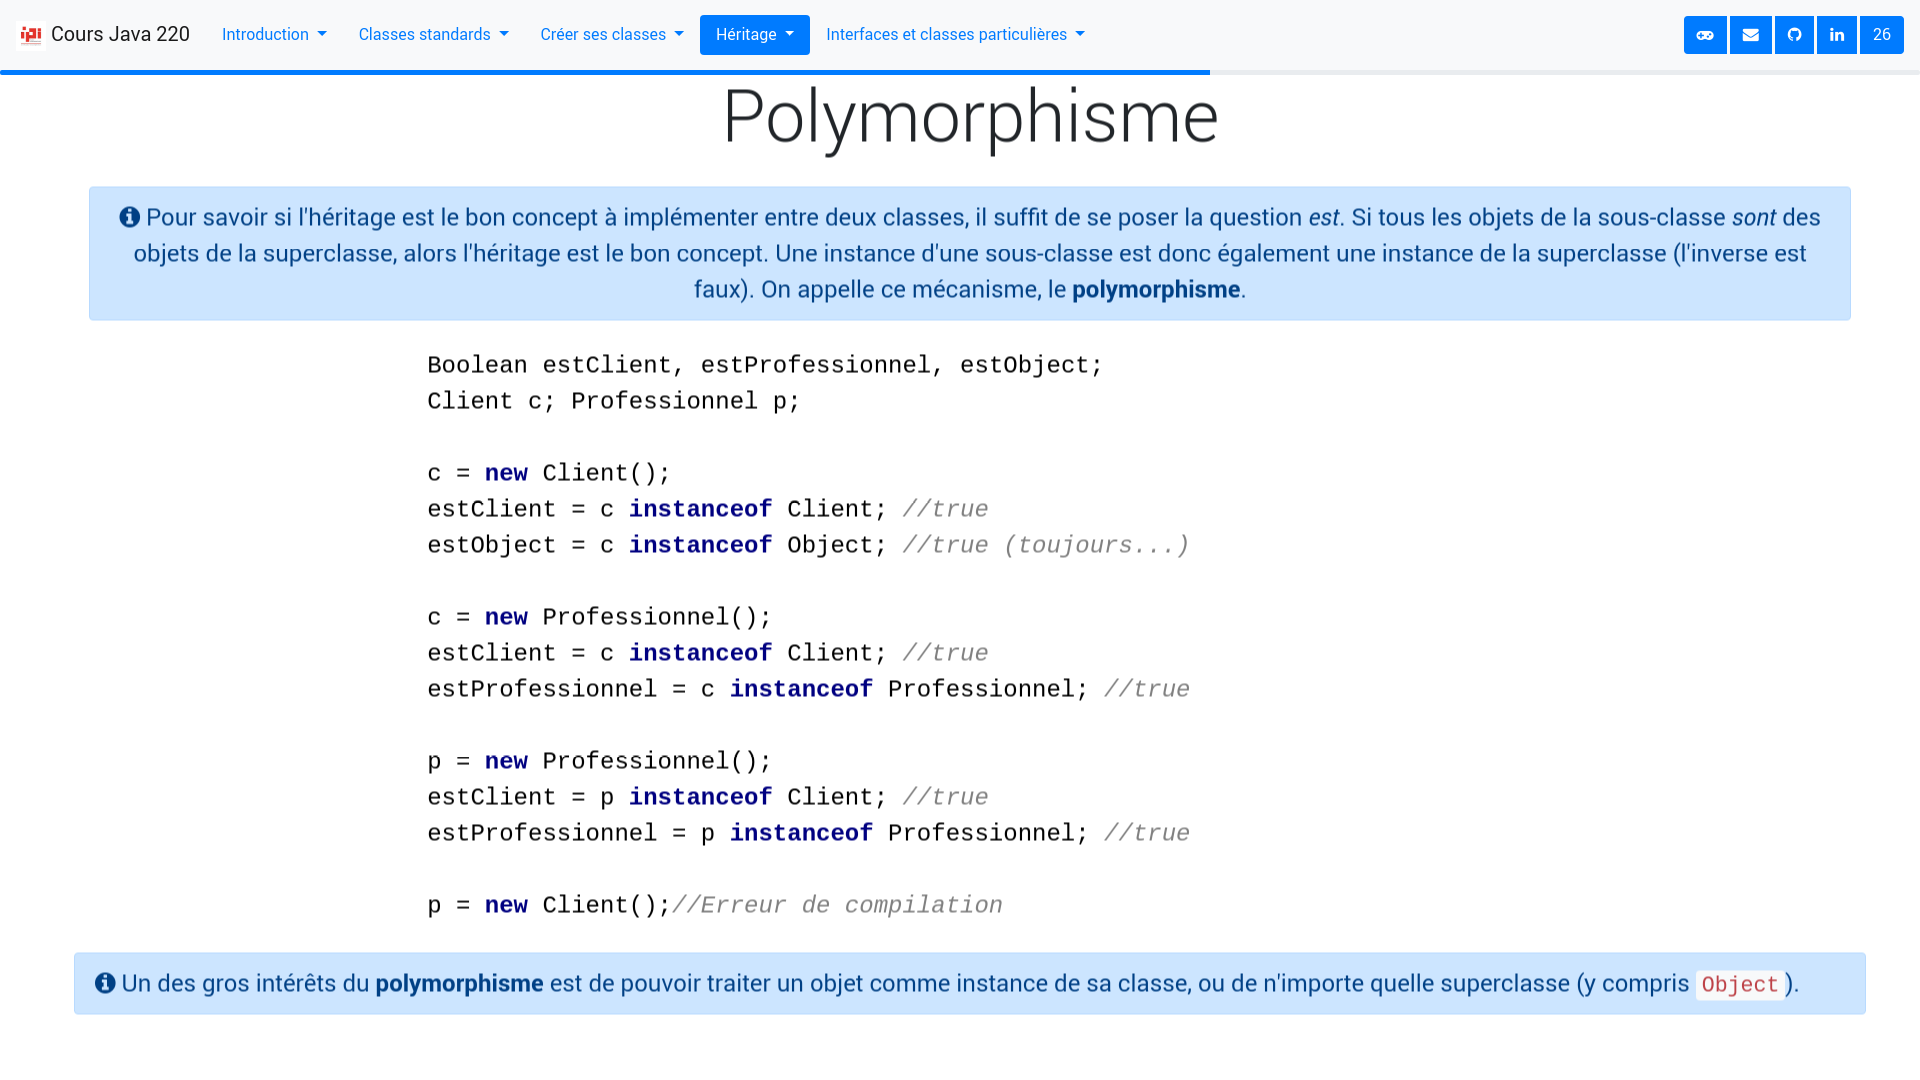 ipi Cours Java 220 Introduction Classes standards Créer ses classes Héritage Interfaces et classes particulières 26
Polymorphisme
Pour savoir si l'héritage est le bon concept à implémenter entre deux classes, il suffit de se poser la question est. Si tous les objets de la sous-classe sont des
objets de la superclasse, alors l'héritage est le bon concept. Une instance d'une sous-classe est donc également une instance de la superclasse (l'inverse est
faux). On appelle ce mécanisme, le polymorphisme.
Boolean estClient, estProfessionnel, estObject;
Client c; Professionnel p;
c = new Client();
estClient = c instanceof Client; //true
estObject = c instanceof Object; //true (toujours...)
c = new Professionnel();
estClient = c instanceof Client; //true
estProfessionnel = c instanceof Professionnel; //true
p = new Professionnel();
estClient = p instanceof Client; //true
estProfessionnel = p instanceof Professionnel; //true
p = new Client();//Erreur de compilation
Un des gros intérêts du polymorphisme est de pouvoir traiter un objet comme instance de sa classe, ou de n'importe quelle superclasse (y compris Object).